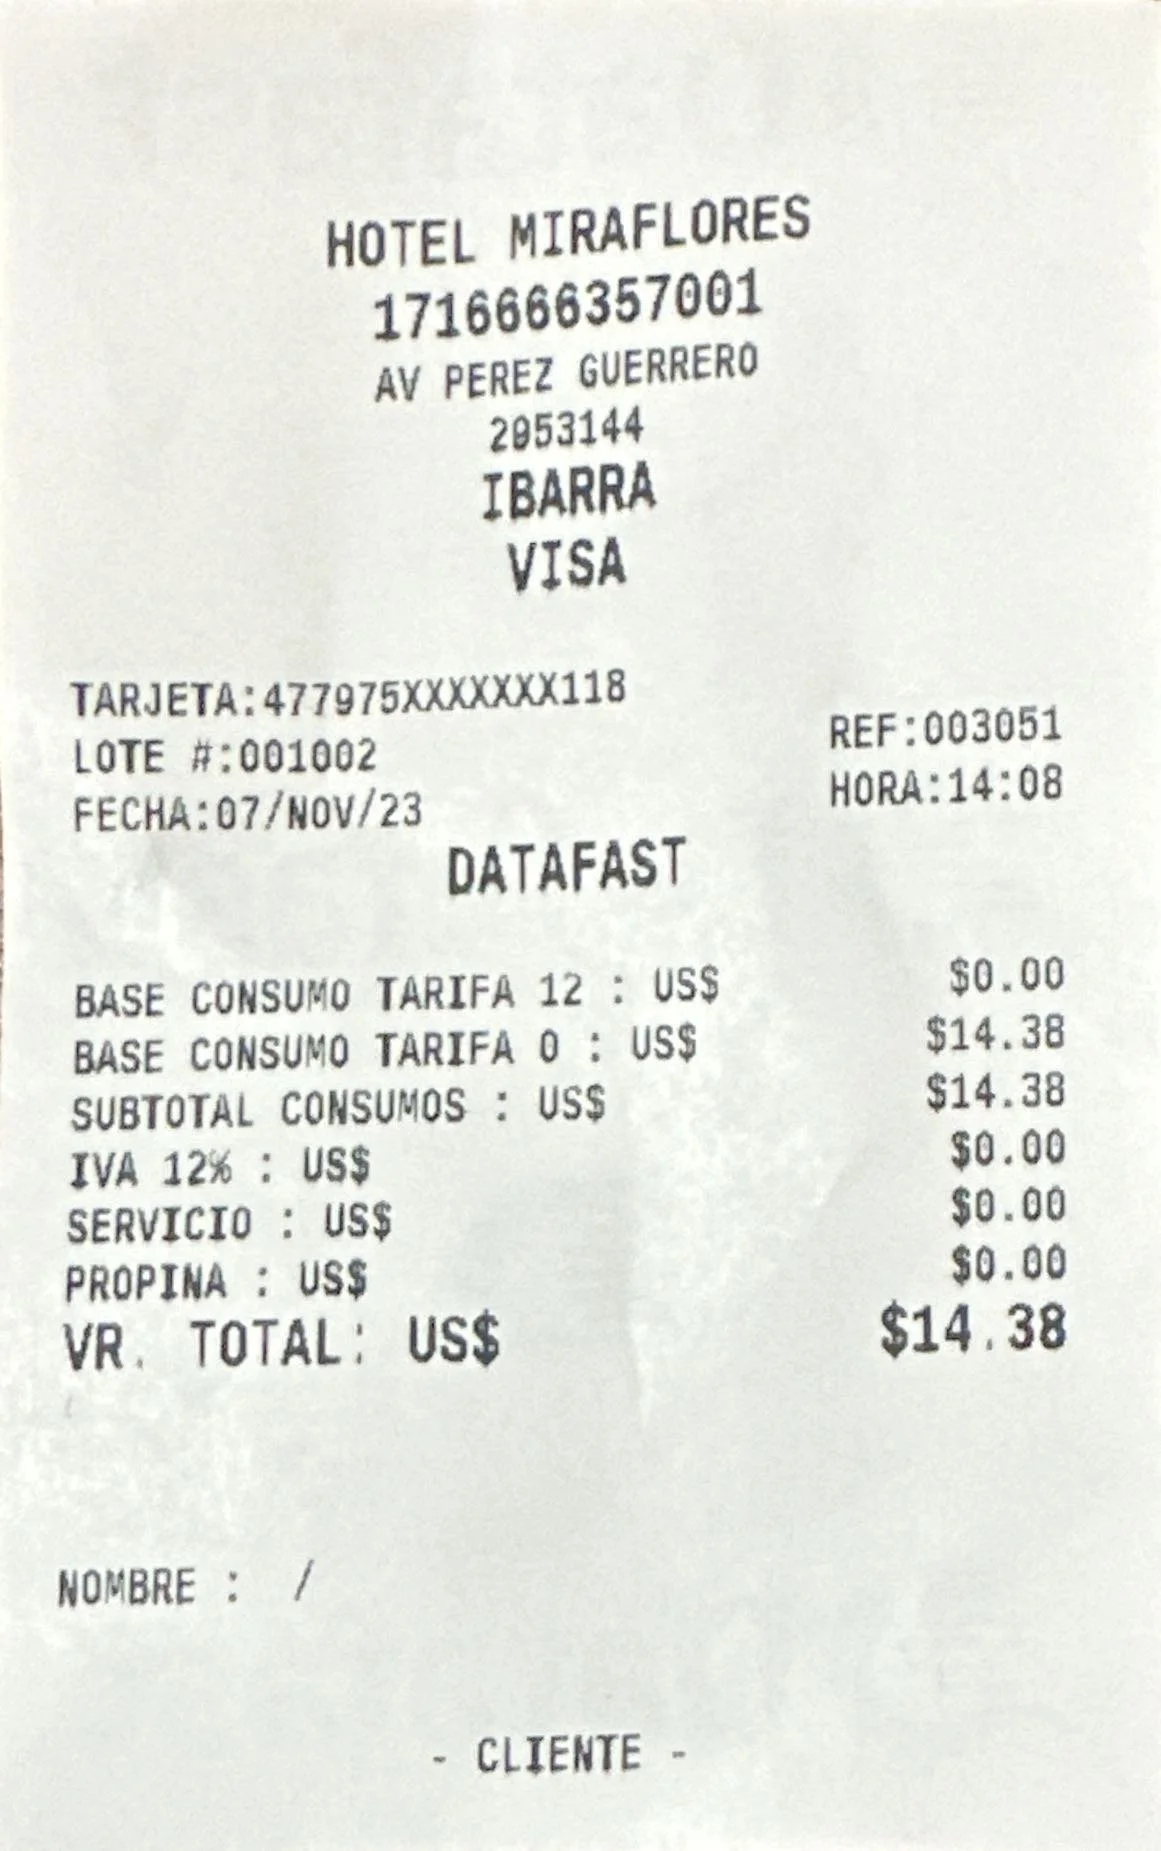 HOTEL MIRAFLORES
1716666357001
AV PEREZ GUERRERO
2953144
IBARRA
VISA
TARJETA:477975XXXXXXX118
LOTE #:001002 REF:003051
FECHA:07/NOV/23 HORA:14:08
DATAFAST
BASE CONSUMO TARIFA 12 : US$ $0.00
BASE CONSUMO TARIFA 0 : US$ $14.38
SUBTOTAL CONSUMOS : US$ $14.38
IVA 12% : US$ $0.00
SERVICIO : US$ $0.00
PROPINA : US$ $0.00
VR. TOTAL: US$ $14.38
NOMBRE : /
- CLIENTE -